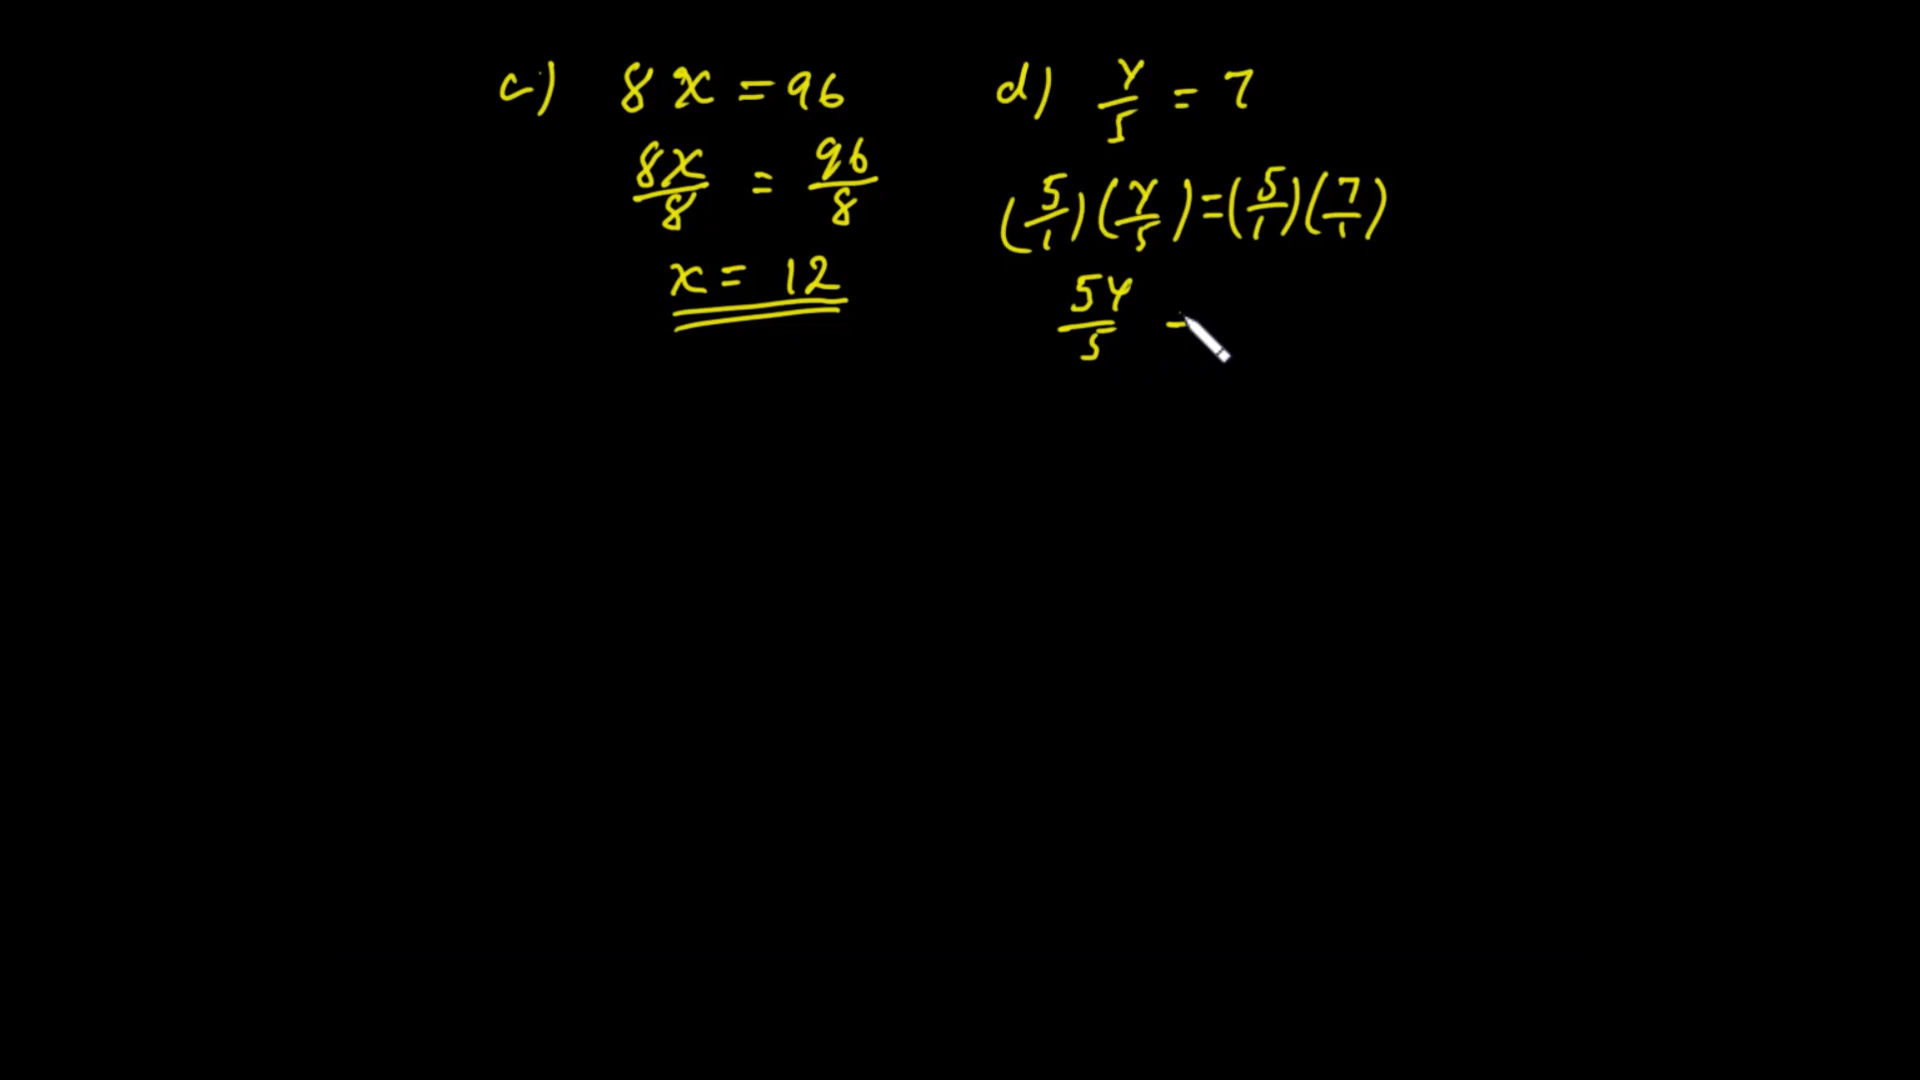 c) 8x = 96
8x/8 = 96/8
x = 12
d) y/5 = 7
(5/1)(y/5) = (5/1)(7/1)
5y/5 -